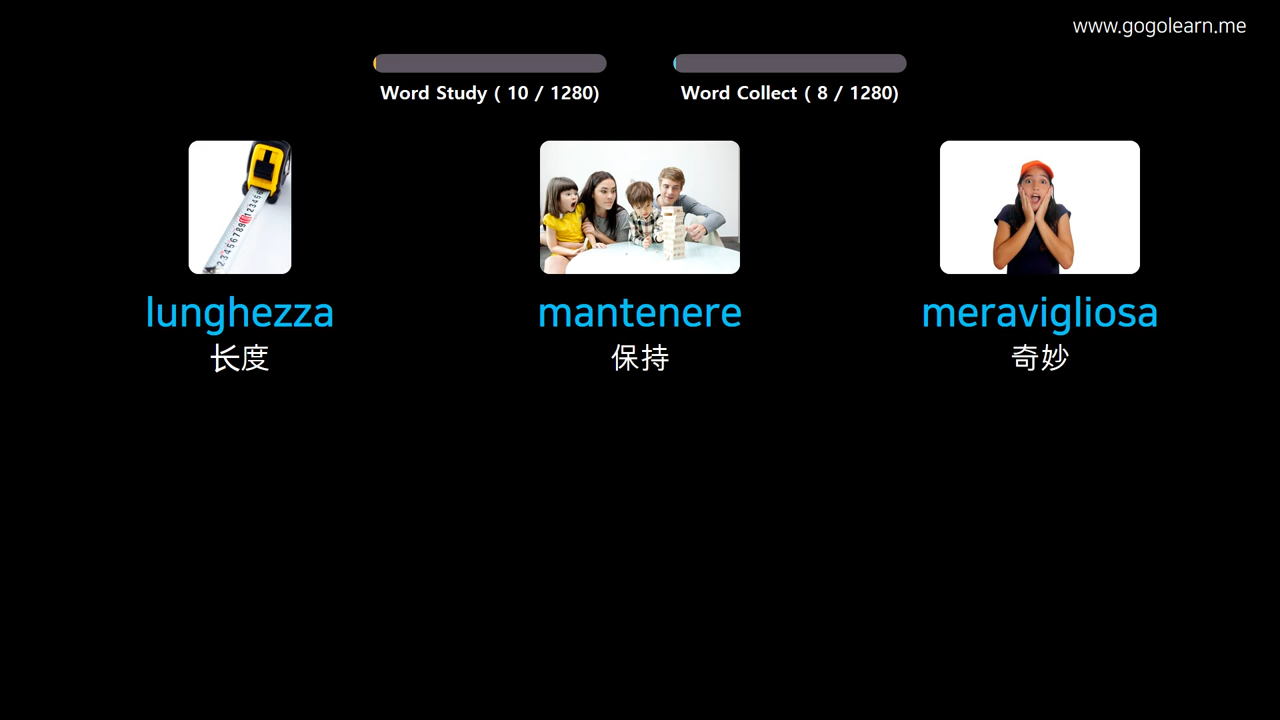 www.gogolearn.me
Word Study ( 10 / 1280)
Word Collect ( 8 / 1280)
lunghezza
长度
mantenere
保持
meravigliosa
奇妙